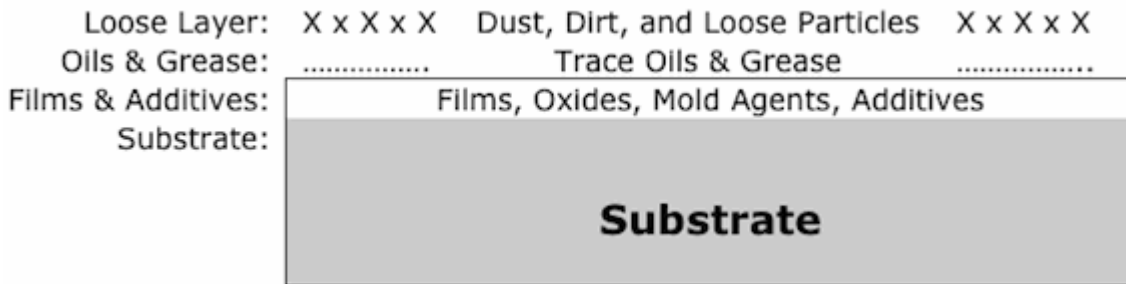 Loose Layer: X x X x X Dust, Dirt, and Loose Particles X x X x X
Oils & Grease: ................ Trace Oils & Grease .................
Films & Additives: Films, Oxides, Mold Agents, Additives
Substrate:
Substrate